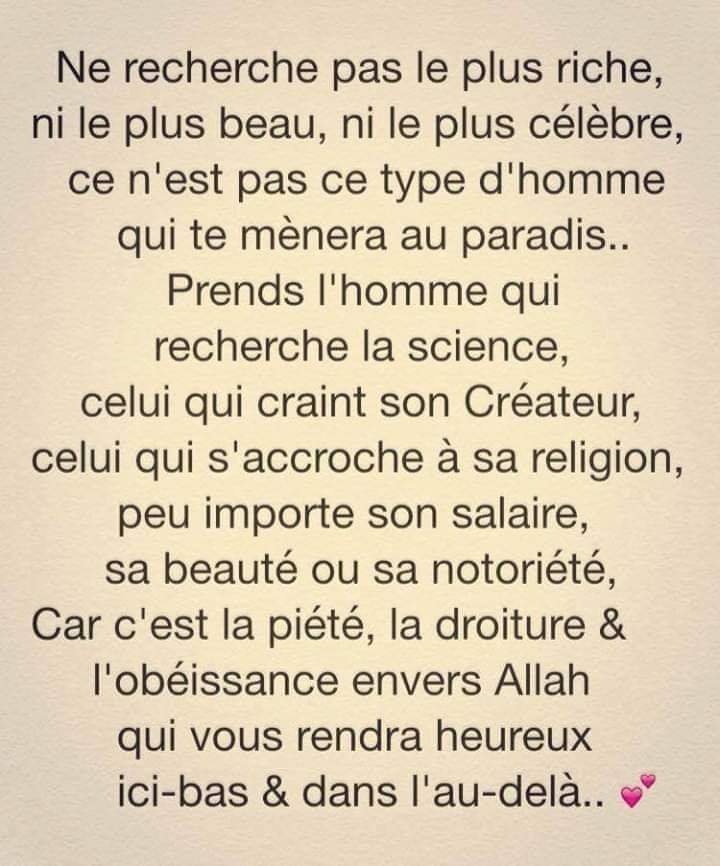 Ne recherche pas le plus riche,
ni le plus beau, ni le plus célèbre,
ce n'est pas ce type d'homme
qui te mènera au paradis..
Prends l'homme qui
recherche la science,
celui qui craint son Créateur,
celui qui s'accroche à sa religion,
peu importe son salaire,
sa beauté ou sa notoriété,
Car c'est la piété, la droiture &
l'obéissance envers Allah
qui vous rendra heureux
ici-bas & dans l'au-delà.. 💕